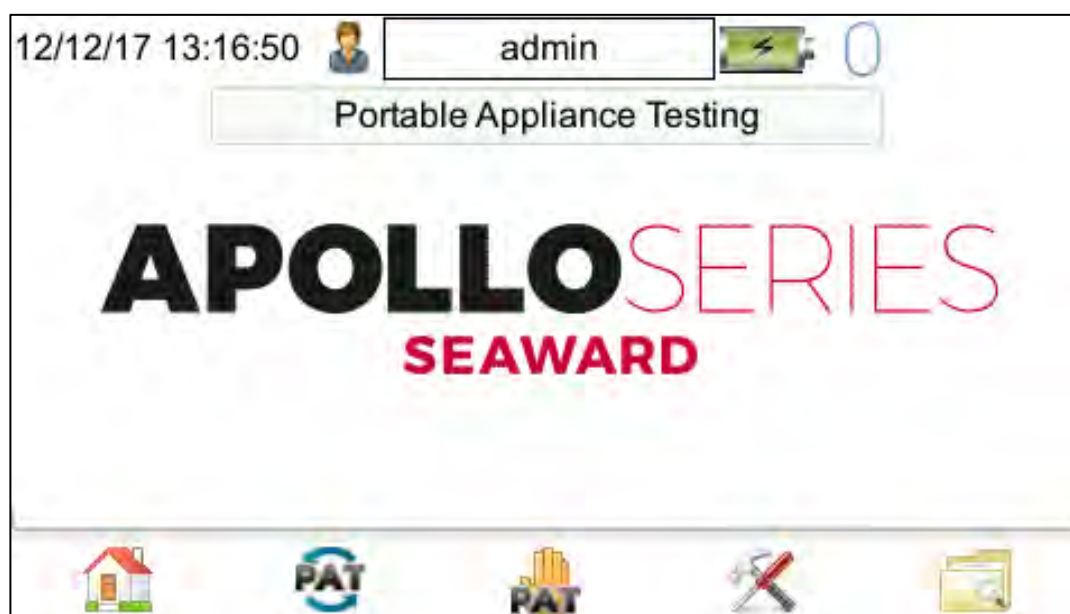 12/12/17 13:16:50 admin
Portable Appliance Testing
APOLLOSERIES
SEAWARD
PAT PAT